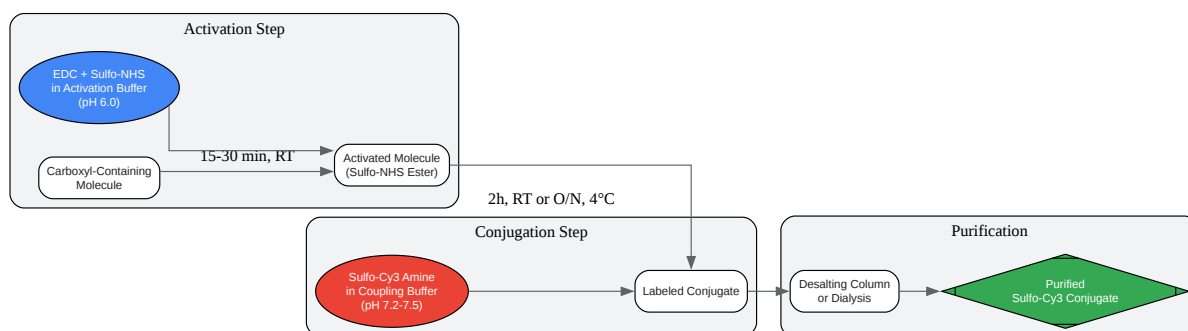 Activation Step
EDC + Sulfo-NHS
in Activation Buffer
(pH 6.0)
15-30 min, RT
Carboxyl-Containing
Molecule
Activated Molecule
(Sulfo-NHS Ester)
2h, RT or O/N, 4°C
Conjugation Step
Sulfo-Cy3 Amine
in Coupling Buffer
(pH 7.2-7.5)
Labeled Conjugate
Purification
Desalting Column
or Dialysis
Purified
Sulfo-Cy3 Conjugate